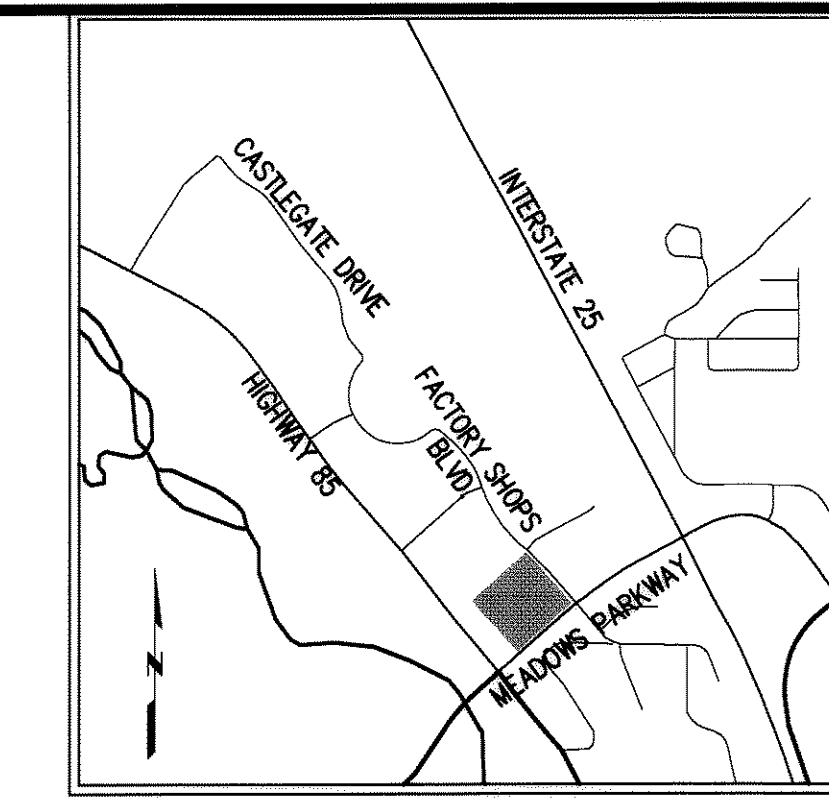 CASTLEGATE DRIVE
INTERSTATE 25
FACTORY SHOPS
BLVD.
HIGHWAY 85
MEADOWS PARKWAY
N